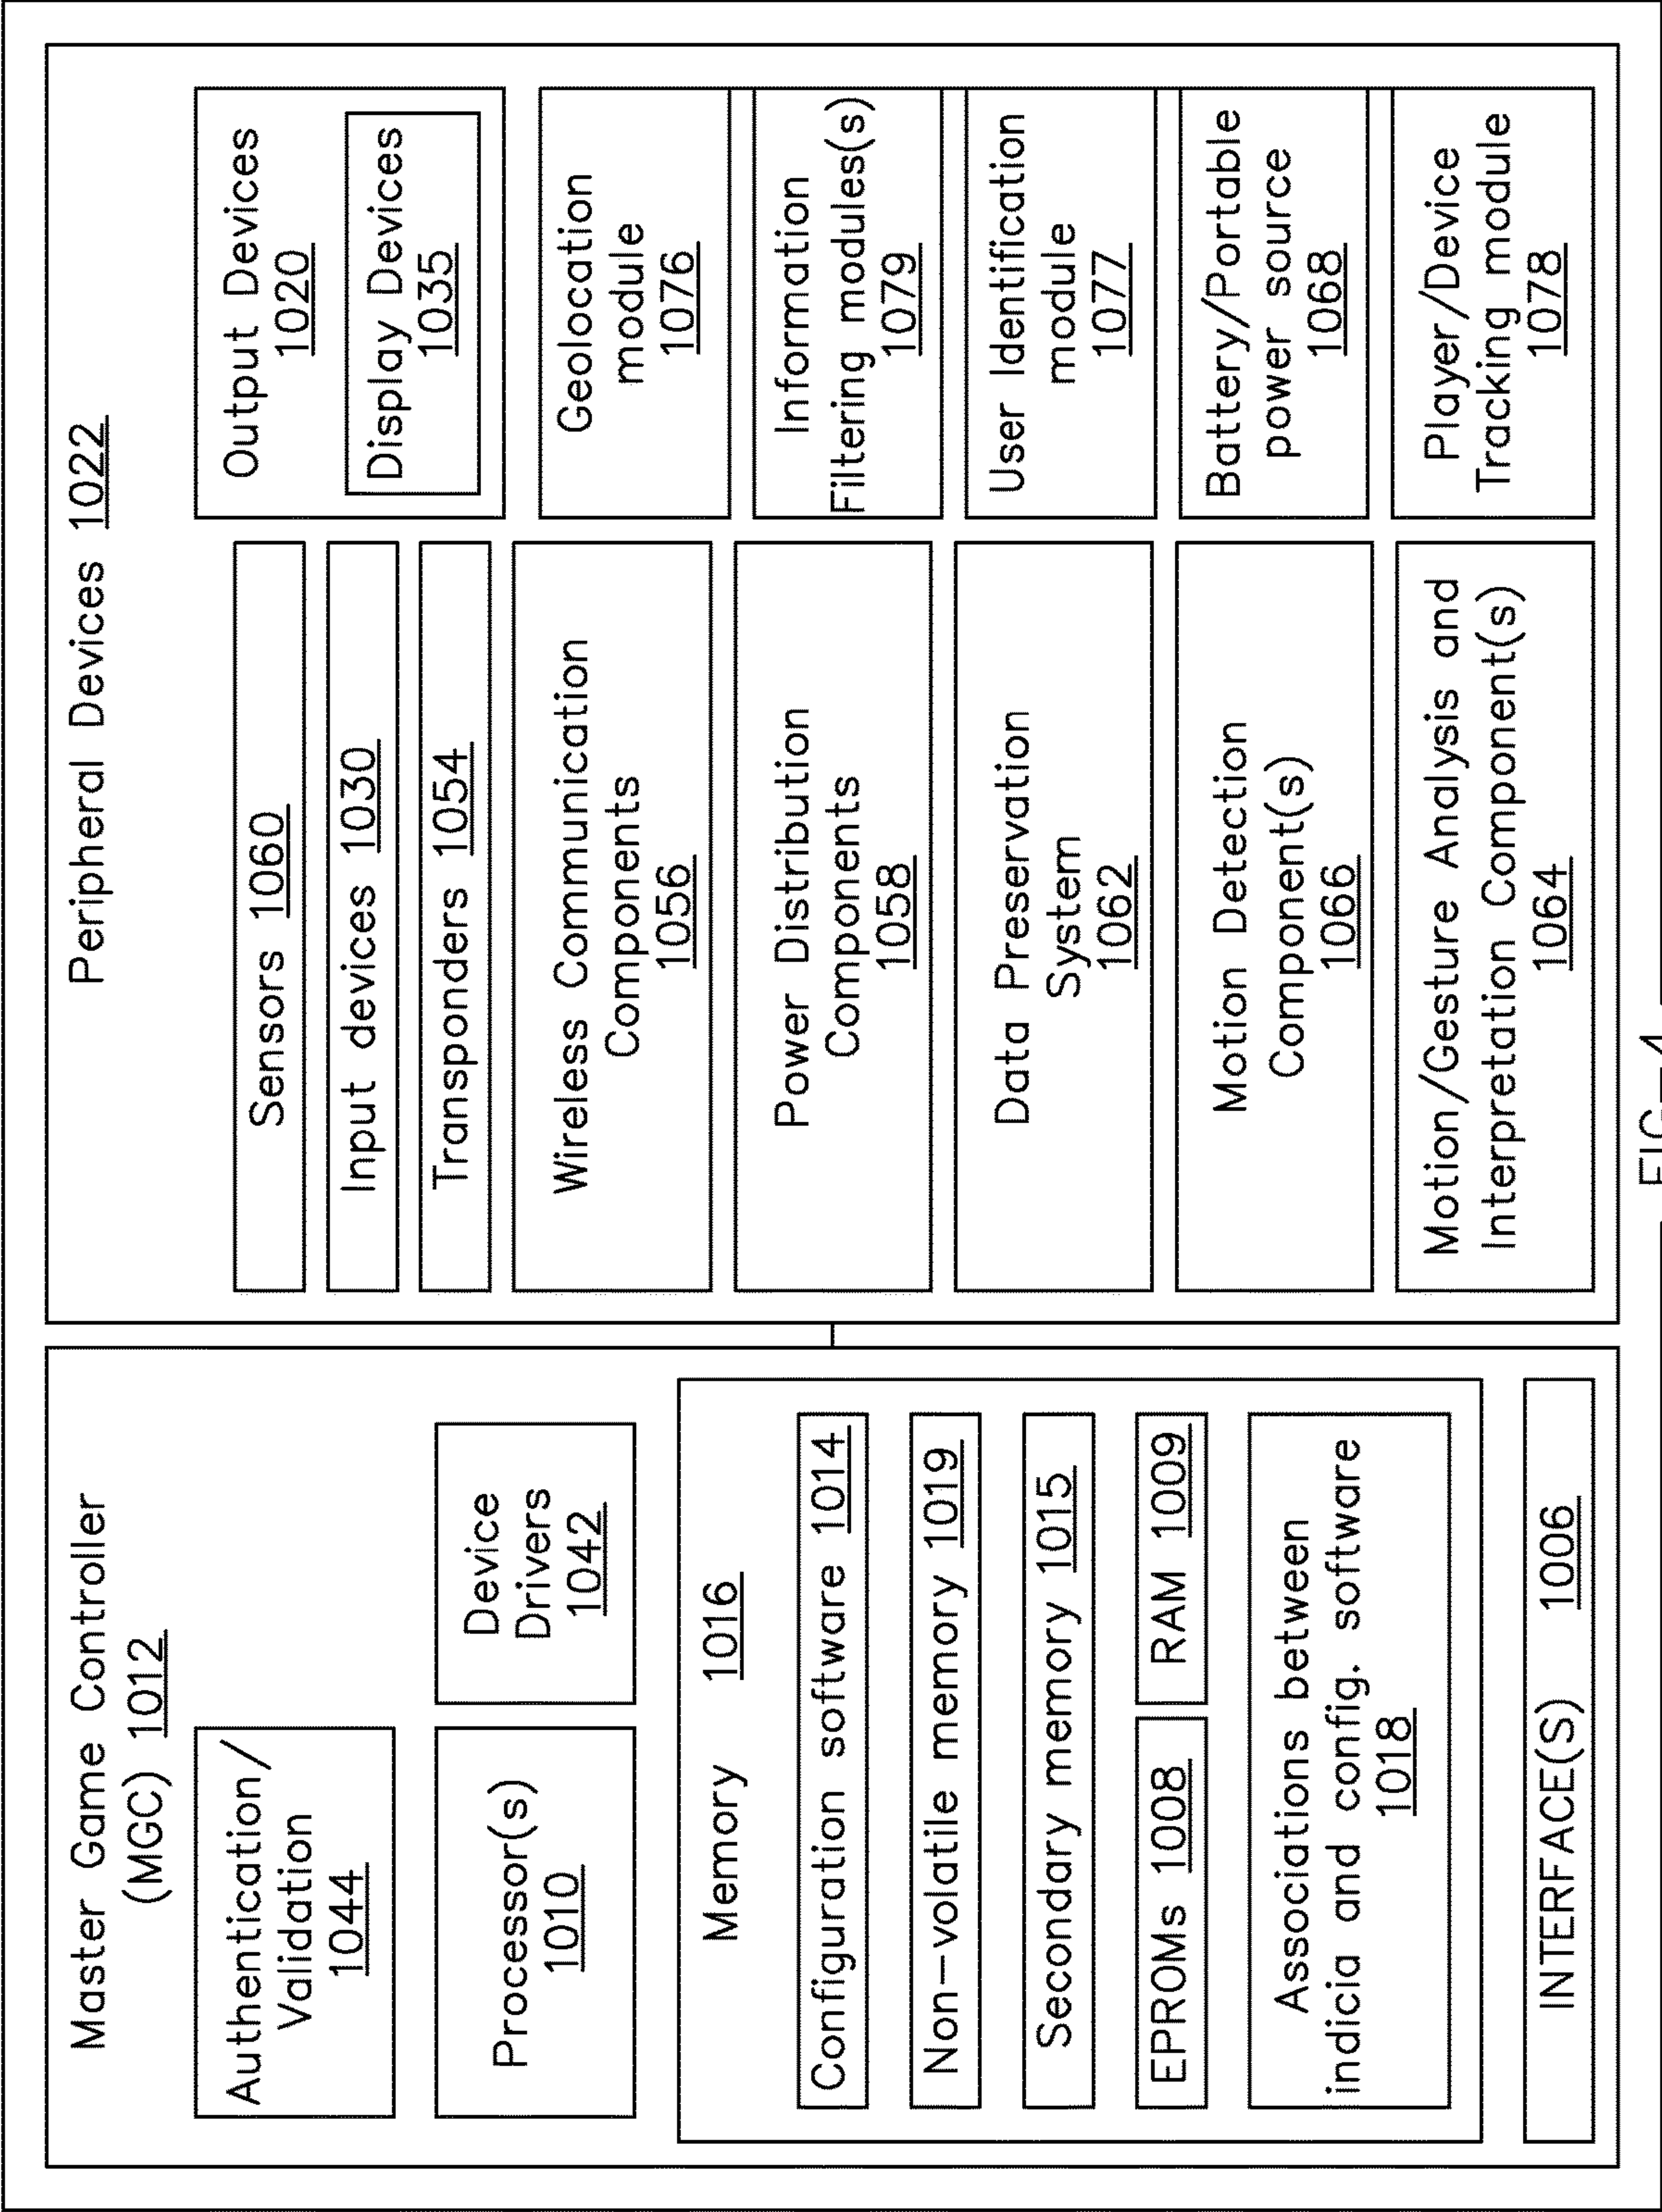 Master Game Controller
(MGC) 1012
Authentication/
Validation
1044
Processor(s)
1010
Device
Drivers
1042
Memory 1016
Configuration software 1014
Non-volatile memory 1019
Secondary memory 1015
EPROMs 1008
RAM 1009
Associations between
indicia and config. software
1018
INTERFACE(S) 1006
Peripheral Devices 1022
Sensors 1060
Input devices 1030
Transponders 1054
Wireless Communication
Components
1056
Power Distribution
Components
1058
Data Preservation
System
1062
Motion Detection
Component(s)
1066
Motion/Gesture Analysis and
Interpretation Component(s)
1064
Output Devices
1020
Display Devices
1035
Geolocation
module
1076
Information
Filtering modules(s)
1079
User Identification
module
1077
Battery/Portable
power source
1068
Player/Device
Tracking module
1078